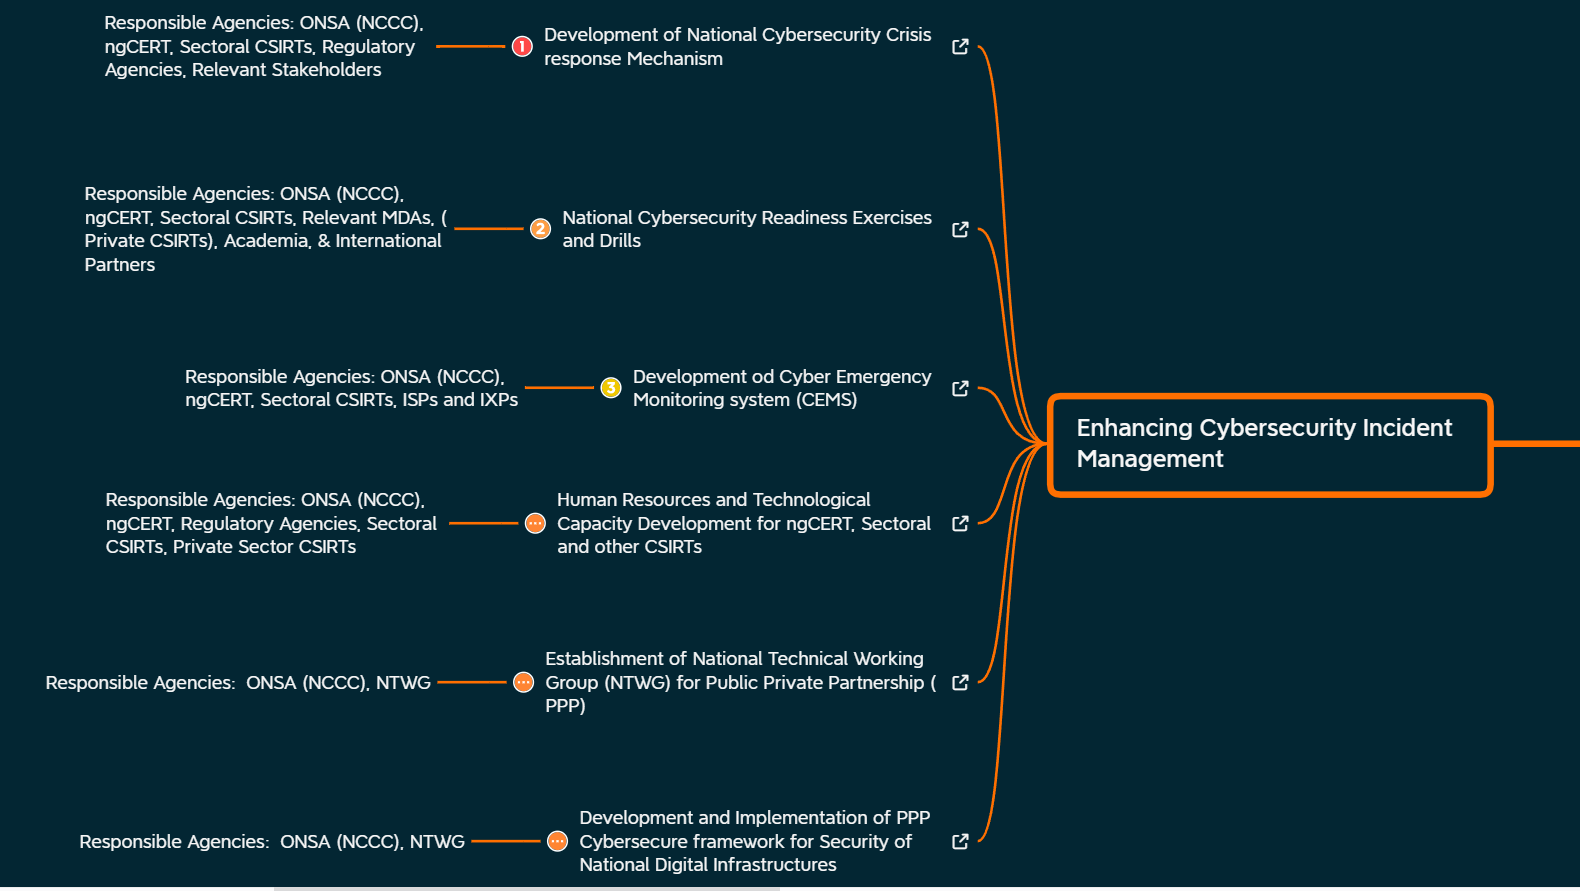 Responsible Agencies: ONSA (NCCC),
ngCERT, Sectoral CSIRTs, Regulatory
Agencies, Relevant Stakeholders
1
Development of National Cybersecurity Crisis
response Mechanism
Responsible Agencies: ONSA (NCCC),
ngCERT, Sectoral CSIRTs, Relevant MDAs, (
Private CSIRTs), Academia, & International
Partners
2
National Cybersecurity Readiness Exercises
and Drills
Responsible Agencies: ONSA (NCCC),
ngCERT, Sectoral CSIRTs, ISPs and IXPs
3
Development od Cyber Emergency
Monitoring system (CEMS)
Enhancing Cybersecurity Incident
Management
Responsible Agencies: ONSA (NCCC),
ngCERT, Regulatory Agencies, Sectoral
CSIRTs, Private Sector CSIRTs
Human Resources and Technological
Capacity Development for ngCERT, Sectoral
and other CSIRTs
Responsible Agencies:  ONSA (NCCC), NTWG
Establishment of National Technical Working
Group (NTWG) for Public Private Partnership (
PPP)
Responsible Agencies:  ONSA (NCCC), NTWG
Development and Implementation of PPP
Cybersecure framework for Security of
National Digital Infrastructures